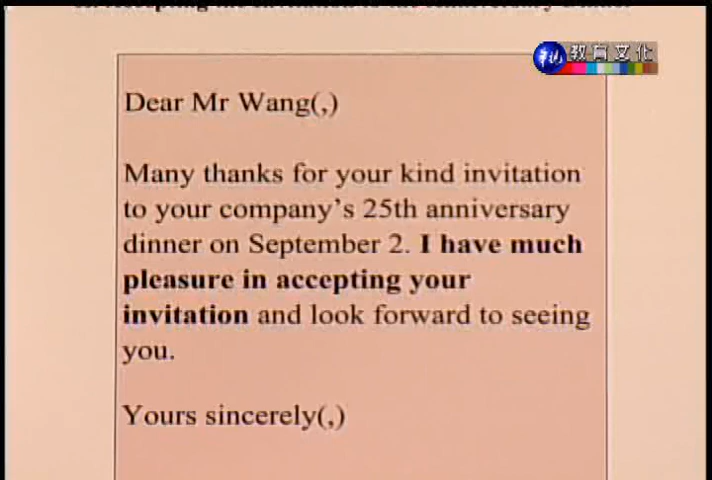 教育文化
Dear Mr Wang(,)
Many thanks for your kind invitation
to your company's 25th anniversary
dinner on September 2. I have much
pleasure in accepting your
invitation and look forward to seeing
you.
Yours sincerely(,)